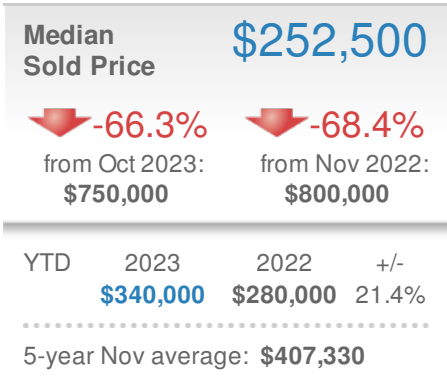 Median $252,500
Sold Price
-66.3% -68.4%
from Oct 2023: from Nov 2022:
$750,000 $800,000
YTD 2023 2022 +/-
$340,000 $280,000 21.4%
5-year Nov average: $407,330